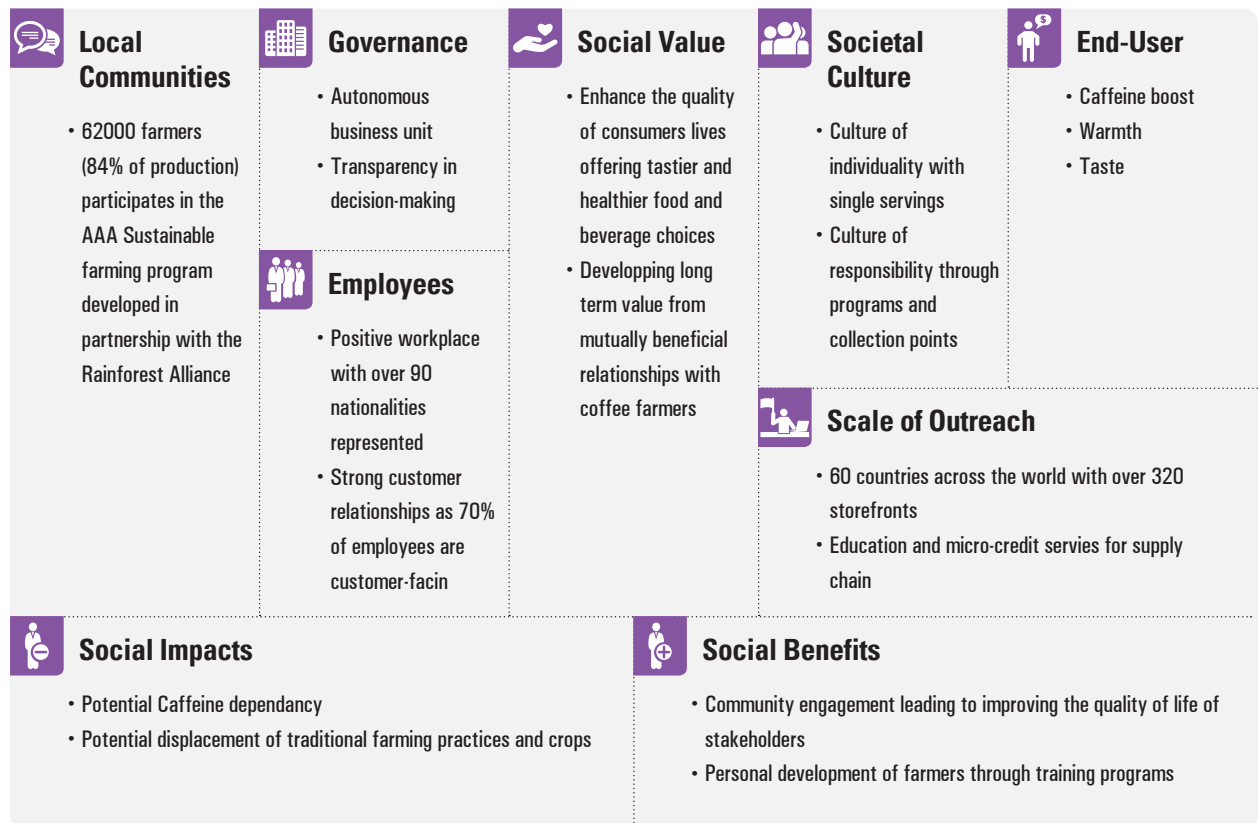 Local
Communities
• 62000 farmers
(84% of production)
participates in the
AAA Sustainable
farming program
developed in
partnership with the
Rainforest Alliance
Governance
• Autonomous
business unit
• Transparency in
decision-making
Employees
• Positive workplace
with over 90
nationalities
represented
• Strong customer
relationships as 70%
of employees are
customer-facin
Social Value
• Enhance the quality
of consumers lives
offering tastier and
healthier food and
beverage choices
• Developping long
term value from
mutually beneficial
relationships with
coffee farmers
Societal
Culture
• Culture of
individuality with
single servings
• Culture of
responsibility through
programs and
collection points
$
End-User
• Caffeine boost
• Warmth
• Taste
Scale of Outreach
• 60 countries across the world with over 320
storefronts
• Education and micro-credit servies for supply
chain
Social Impacts
• Potential Caffeine dependancy
• Potential displacement of traditional farming practices and crops
Social Benefits
• Community engagement leading to improving the quality of life of
stakeholders
• Personal development of farmers through training programs